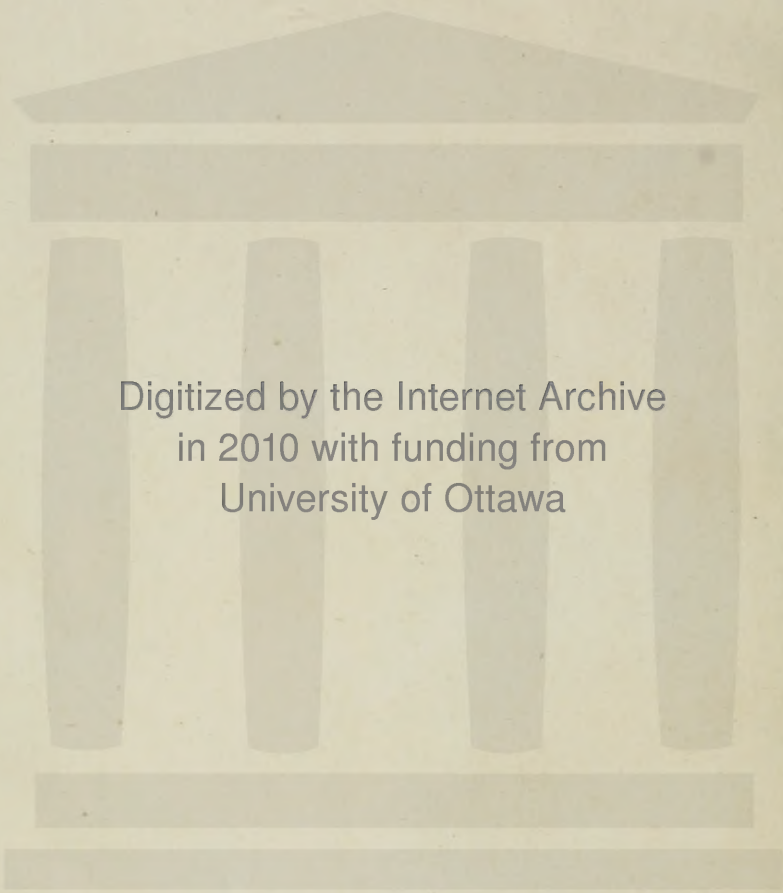 Digitized by the Internet Archive
in 2010 with funding from
University of Ottawa